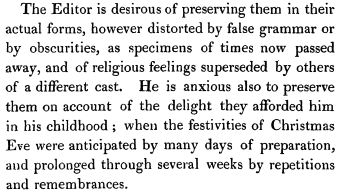 The Editor is desirous of preserving them in their
actual forms, however distorted by false grammar or
by obscurities, as specimens of times now passed
away, and of religious feelings superseded by others
of a different cast. He is anxious also to preserve
them on account of the delight they afforded him
in his childhood; when the festivities of Christmas
Eve were anticipated by many days of preparation,
and prolonged through several weeks by repetitions
and remembrances.